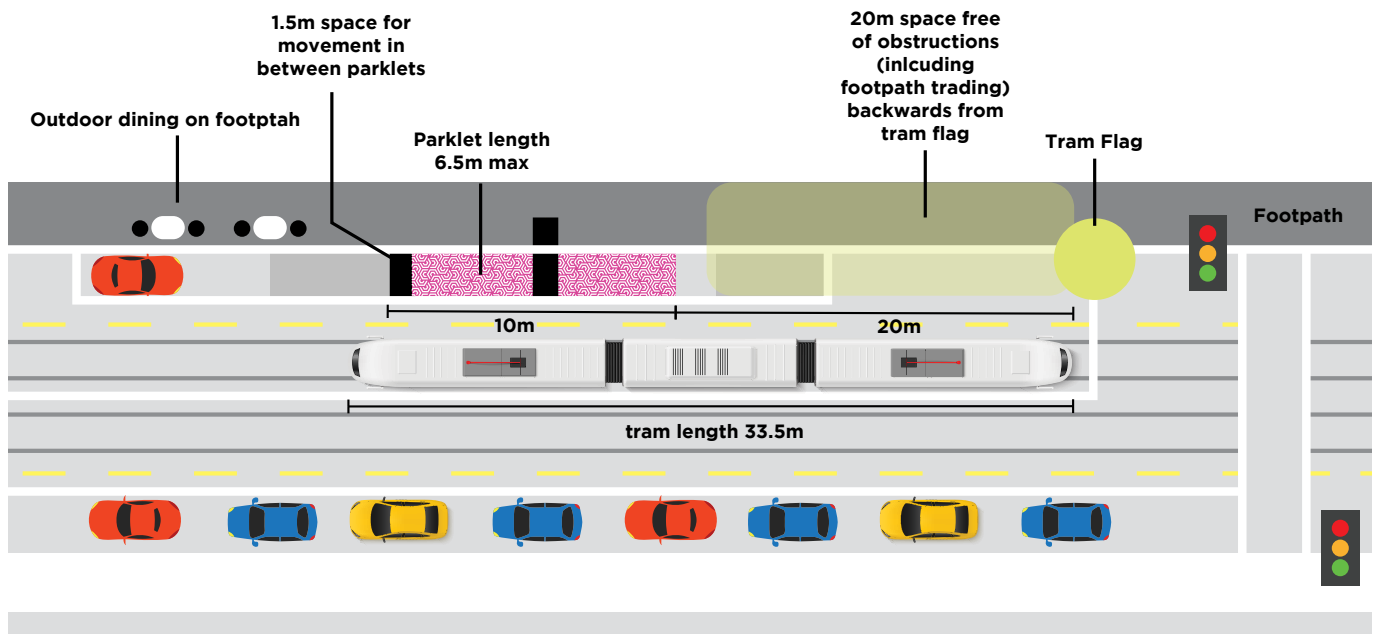 1.5m space for
movement in
between parklets
20m space free
of obstructions
(inlcuding
footpath trading)
backwards from
tram flag
Outdoor dining on footptah
Parklet length
6.5m max
Tram Flag
Footpath
10m
20m
tram length 33.5m